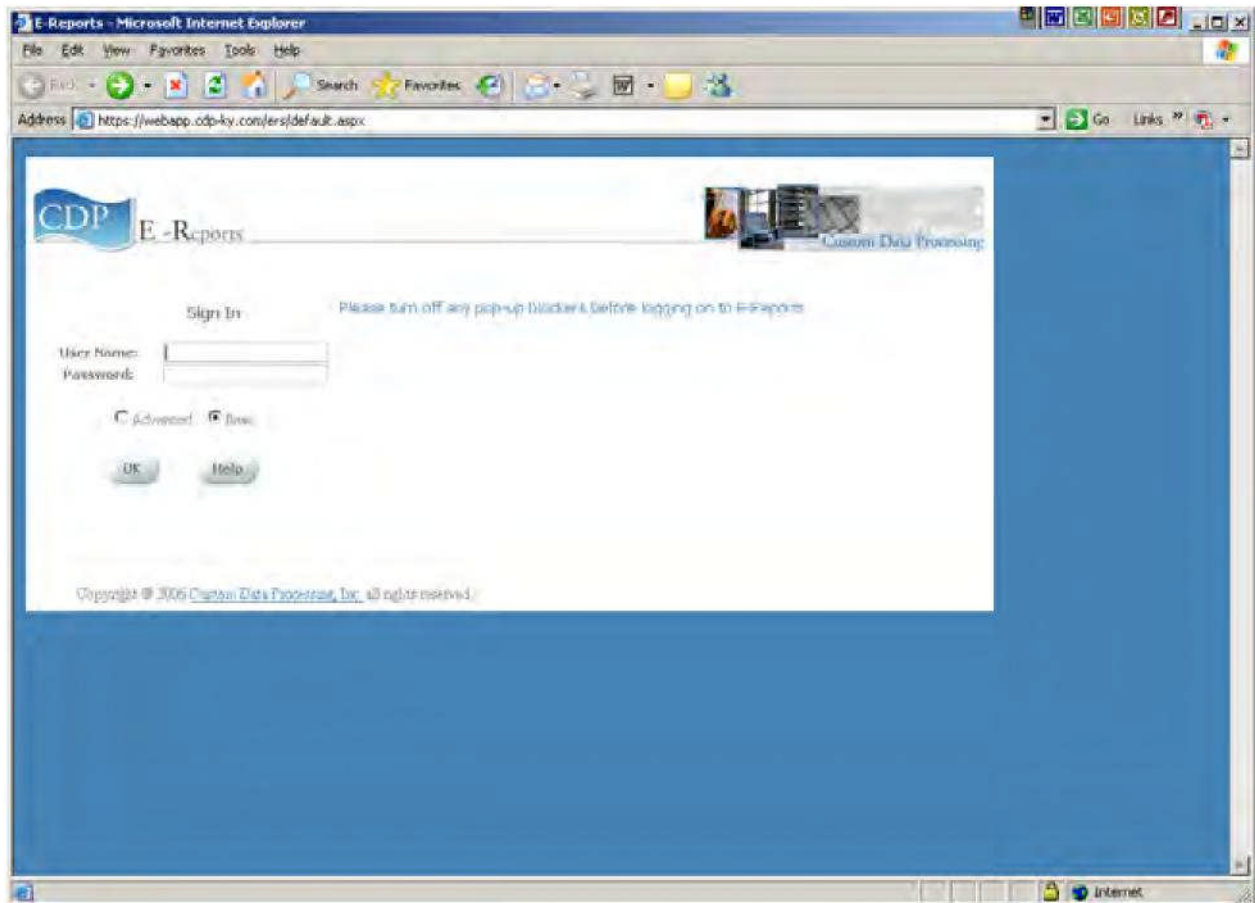 E-Reports - Microsoft Internet Explorer
File Edit View Favorites Tools Help
Back Search Favorites
Address https://webapp.cdp-ky.com/ers/default.aspx Go Links »
CDP E-Reports
Custom Data Processing
Sign In
Please turn off any pop-up blockers before logging on to E-Reports
User Name:
Password:
Advanced Basic
OK Help
Copyright © 2006 Custom Data Processing, Inc. all rights reserved.
Internet